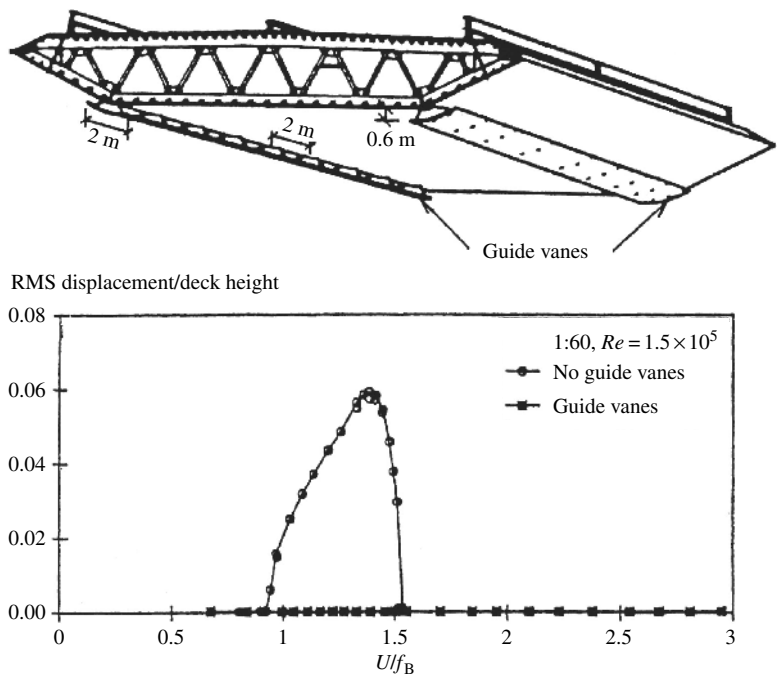 2 m
2 m
0.6 m
Guide vanes
RMS displacement/deck height
0.08
0.06
0.04
0.02
0.00
1:60, Re = 1.5 × 10⁵
No guide vanes
Guide vanes
0
0.5
1
1.5
2
2.5
3
U/f_B